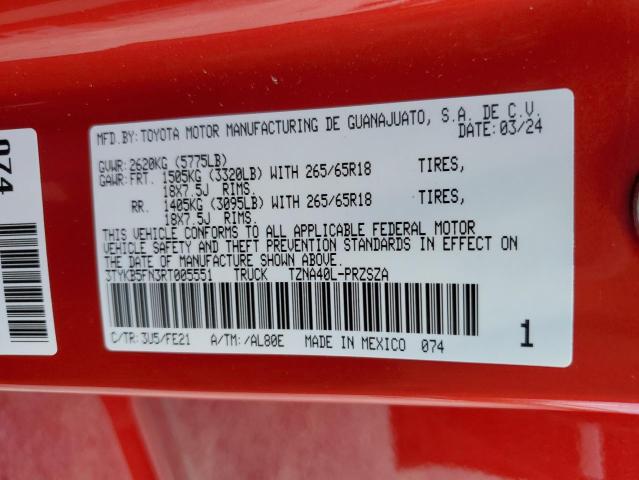 MFD.BY:TOYOTA MOTOR MANUFACTURING DE GUANAJUATO, S.A. DE C.V.
DATE:03/24
GVWR:2620KG (5775LB)
GAWR:FRT. 1505KG (3320LB) WITH 265/65R18 TIRES,
18X7.5J RIMS.
RR. 1405KG (3095LB) WITH 265/65R18 TIRES,
18X7.5J RIMS.
THIS VEHICLE CONFORMS TO ALL APPLICABLE FEDERAL MOTOR
VEHICLE SAFETY AND THEFT PREVENTION STANDARDS IN EFFECT ON
THE DATE OF MANUFACTURE SHOWN ABOVE.
3TYKB5FN3RT005551 TRUCK TZNA40L-PRZSZA
C/TR:3U5/FE21 A/TM:/AL80E MADE IN MEXICO 074
1
074